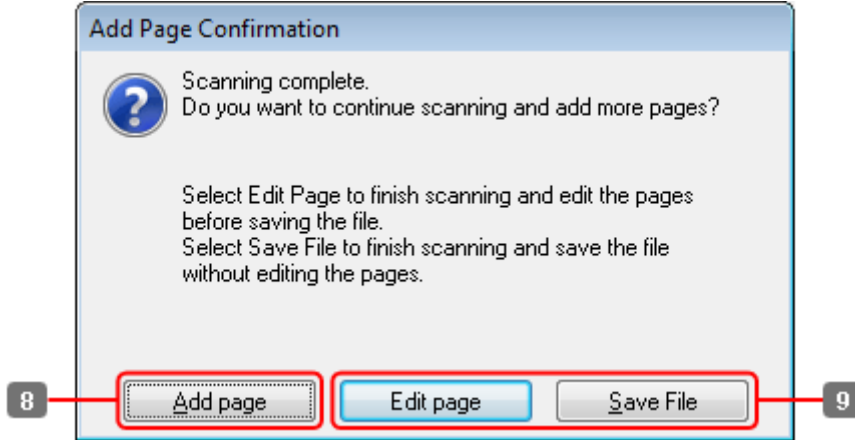 Add Page Confirmation
Scanning complete.
Do you want to continue scanning and add more pages?
Select Edit Page to finish scanning and edit the pages
before saving the file.
Select Save File to finish scanning and save the file
without editing the pages.
8 Add page Edit page Save File 9